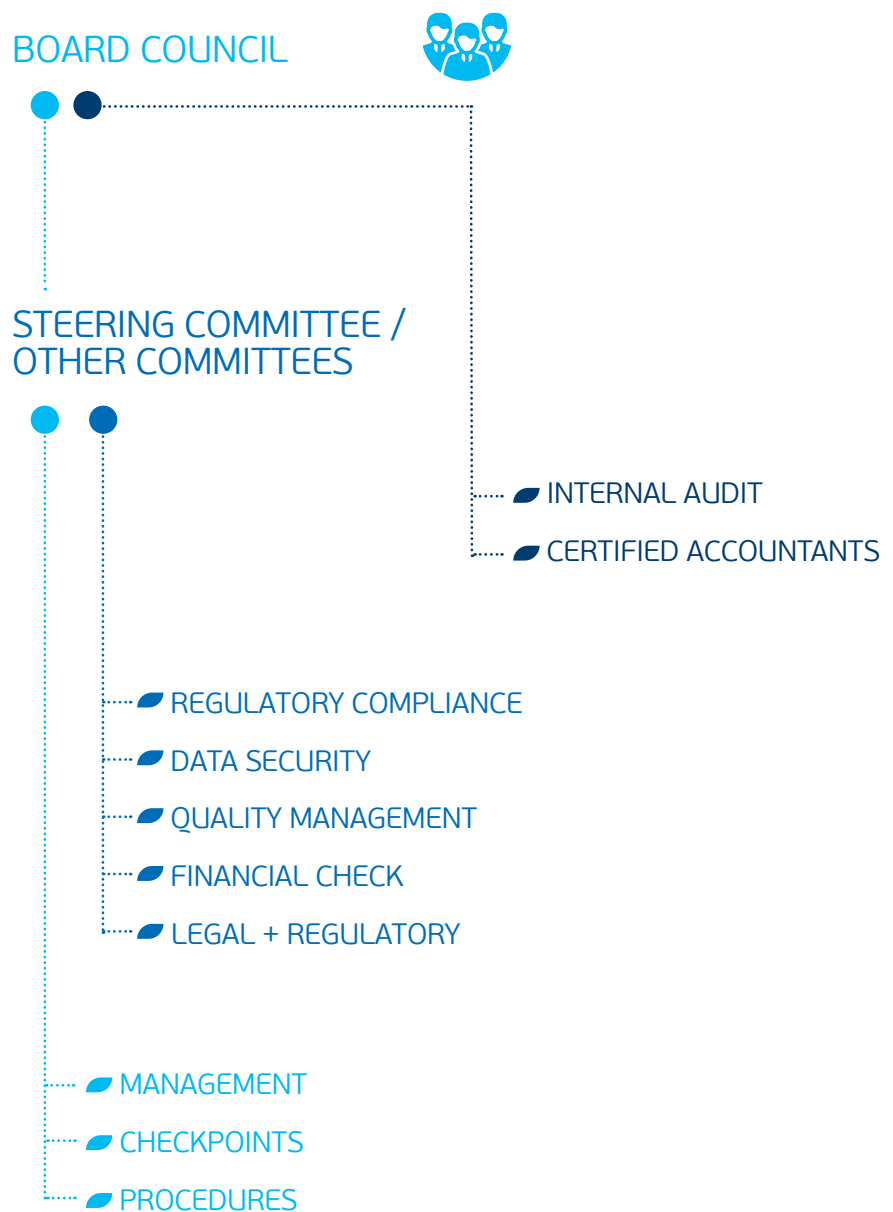 BOARD COUNCIL
STEERING COMMITTEE /
OTHER COMMITTEES
INTERNAL AUDIT
CERTIFIED ACCOUNTANTS
REGULATORY COMPLIANCE
DATA SECURITY
QUALITY MANAGEMENT
FINANCIAL CHECK
LEGAL + REGULATORY
MANAGEMENT
CHECKPOINTS
PROCEDURES